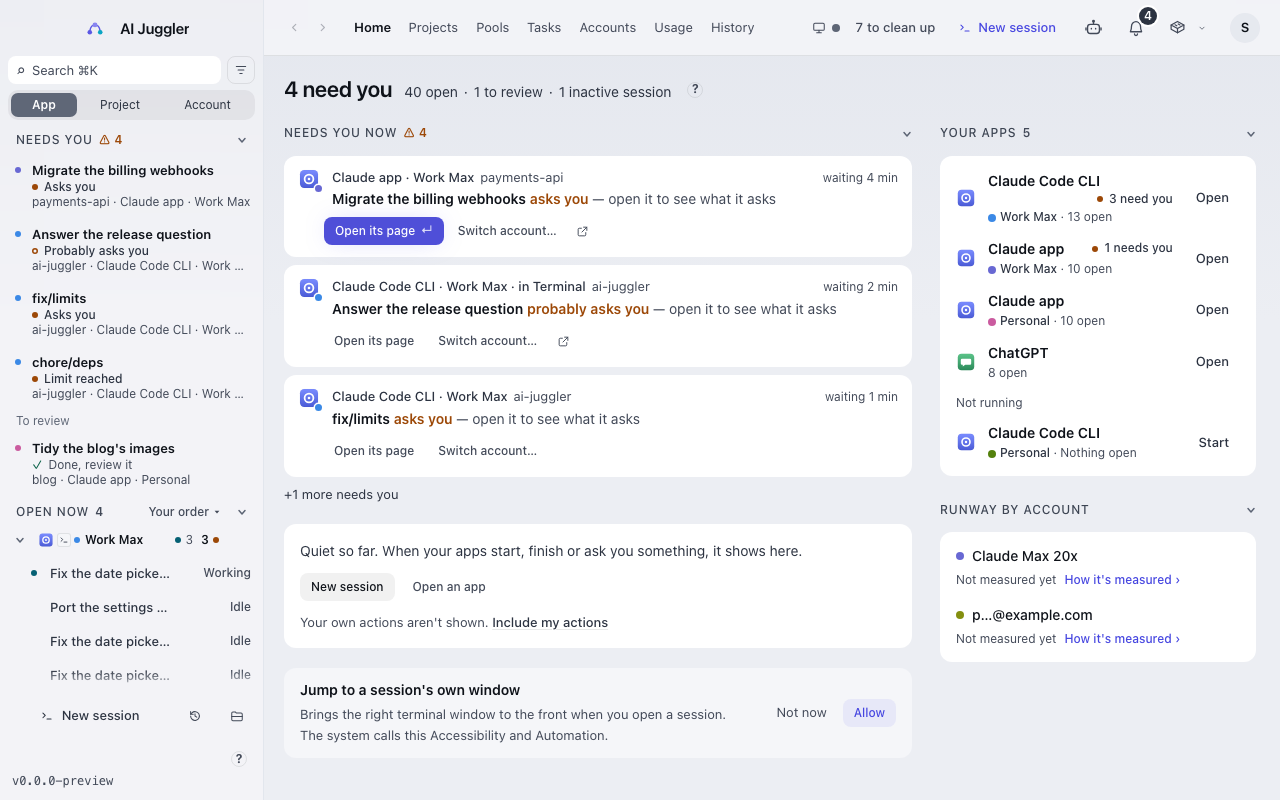 AI Juggler
Search ⌘K
App Project Account
NEEDS YOU 4
Migrate the billing webhooks
Asks you
payments-api · Claude app · Work Max
Answer the release question
Probably asks you
ai-juggler · Claude Code CLI · Work ...
fix/limits
Asks you
ai-juggler · Claude Code CLI · Work ...
chore/deps
Limit reached
ai-juggler · Claude Code CLI · Work ...
To review
Tidy the blog's images
Done, review it
blog · Claude app · Personal
OPEN NOW 4 Your order
Work Max 3 3
Fix the date picke... Working
Port the settings ... Idle
Fix the date picke... Idle
Fix the date picke... Idle
New session
?
v0.0.0-preview
Home Projects Pools Tasks Accounts Usage History
7 to clean up New session 4 S
4 need you 40 open · 1 to review · 1 inactive session ?
NEEDS YOU NOW 4
Claude app · Work Max payments-api waiting 4 min
Migrate the billing webhooks asks you — open it to see what it asks
Open its page ↵ Switch account...
Claude Code CLI · Work Max · in Terminal ai-juggler waiting 2 min
Answer the release question probably asks you — open it to see what it asks
Open its page Switch account...
Claude Code CLI · Work Max ai-juggler waiting 1 min
fix/limits asks you — open it to see what it asks
Open its page Switch account...
+1 more needs you
Quiet so far. When your apps start, finish or ask you something, it shows here.
New session Open an app
Your own actions aren't shown. Include my actions
Jump to a session's own window
Brings the right terminal window to the front when you open a session.
The system calls this Accessibility and Automation.
Not now Allow
YOUR APPS 5
Claude Code CLI
3 need you
Work Max · 13 open
Open
Claude app 1 needs you
Work Max · 10 open
Open
Claude app
Personal · 10 open
Open
ChatGPT
8 open
Open
Not running
Claude Code CLI
Personal · Nothing open
Start
RUNWAY BY ACCOUNT
Claude Max 20x
Not measured yet How it's measured ›
p...@example.com
Not measured yet How it's measured ›